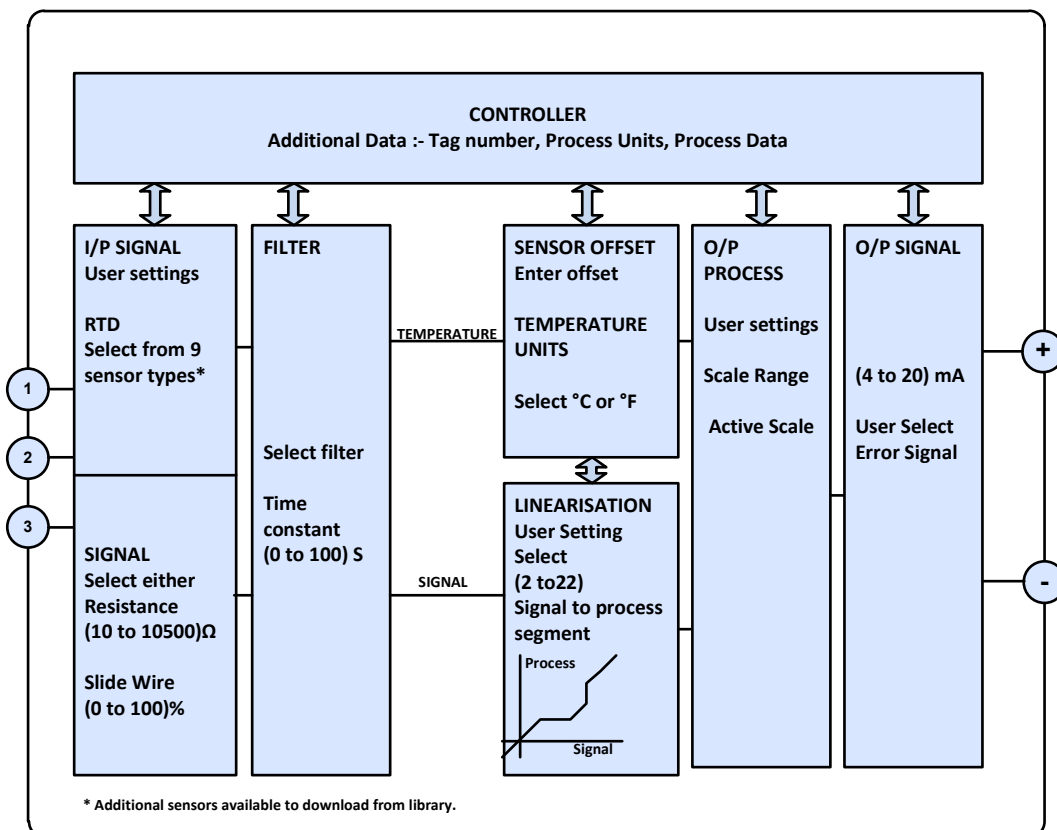 CONTROLLER
Additional Data :- Tag number, Process Units, Process Data
I/P SIGNAL
User settings
RTD
Select from 9
sensor types*
1
2
3
SIGNAL
Select either
Resistance
(10 to 10500)Ω
Slide Wire
(0 to 100)%
FILTER
Select filter
Time
constant
(0 to 100) S
TEMPERATURE
SIGNAL
SENSOR OFFSET
Enter offset
TEMPERATURE
UNITS
Select °C or °F
LINEARISATION
User Setting
Select
(2 to22)
Signal to process
segment
Process
Signal
O/P
PROCESS
User settings
Scale Range
Active Scale
O/P SIGNAL
(4 to 20) mA
User Select
Error Signal
+
-
* Additional sensors available to download from library.